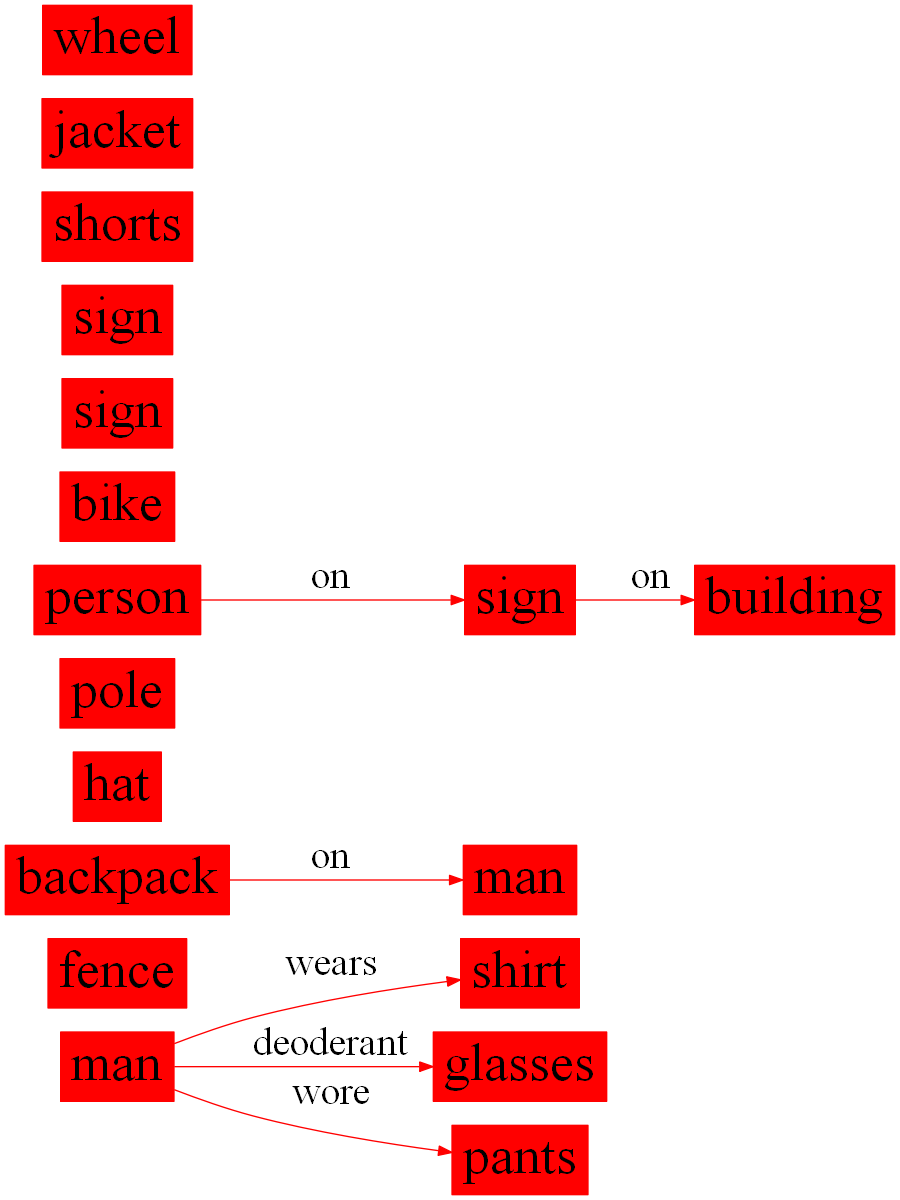 wheel
jacket
shorts
sign
sign
bike
person on sign on building
pole
hat
backpack on man
fence
wears shirt
man deoderant glasses
wore
pants